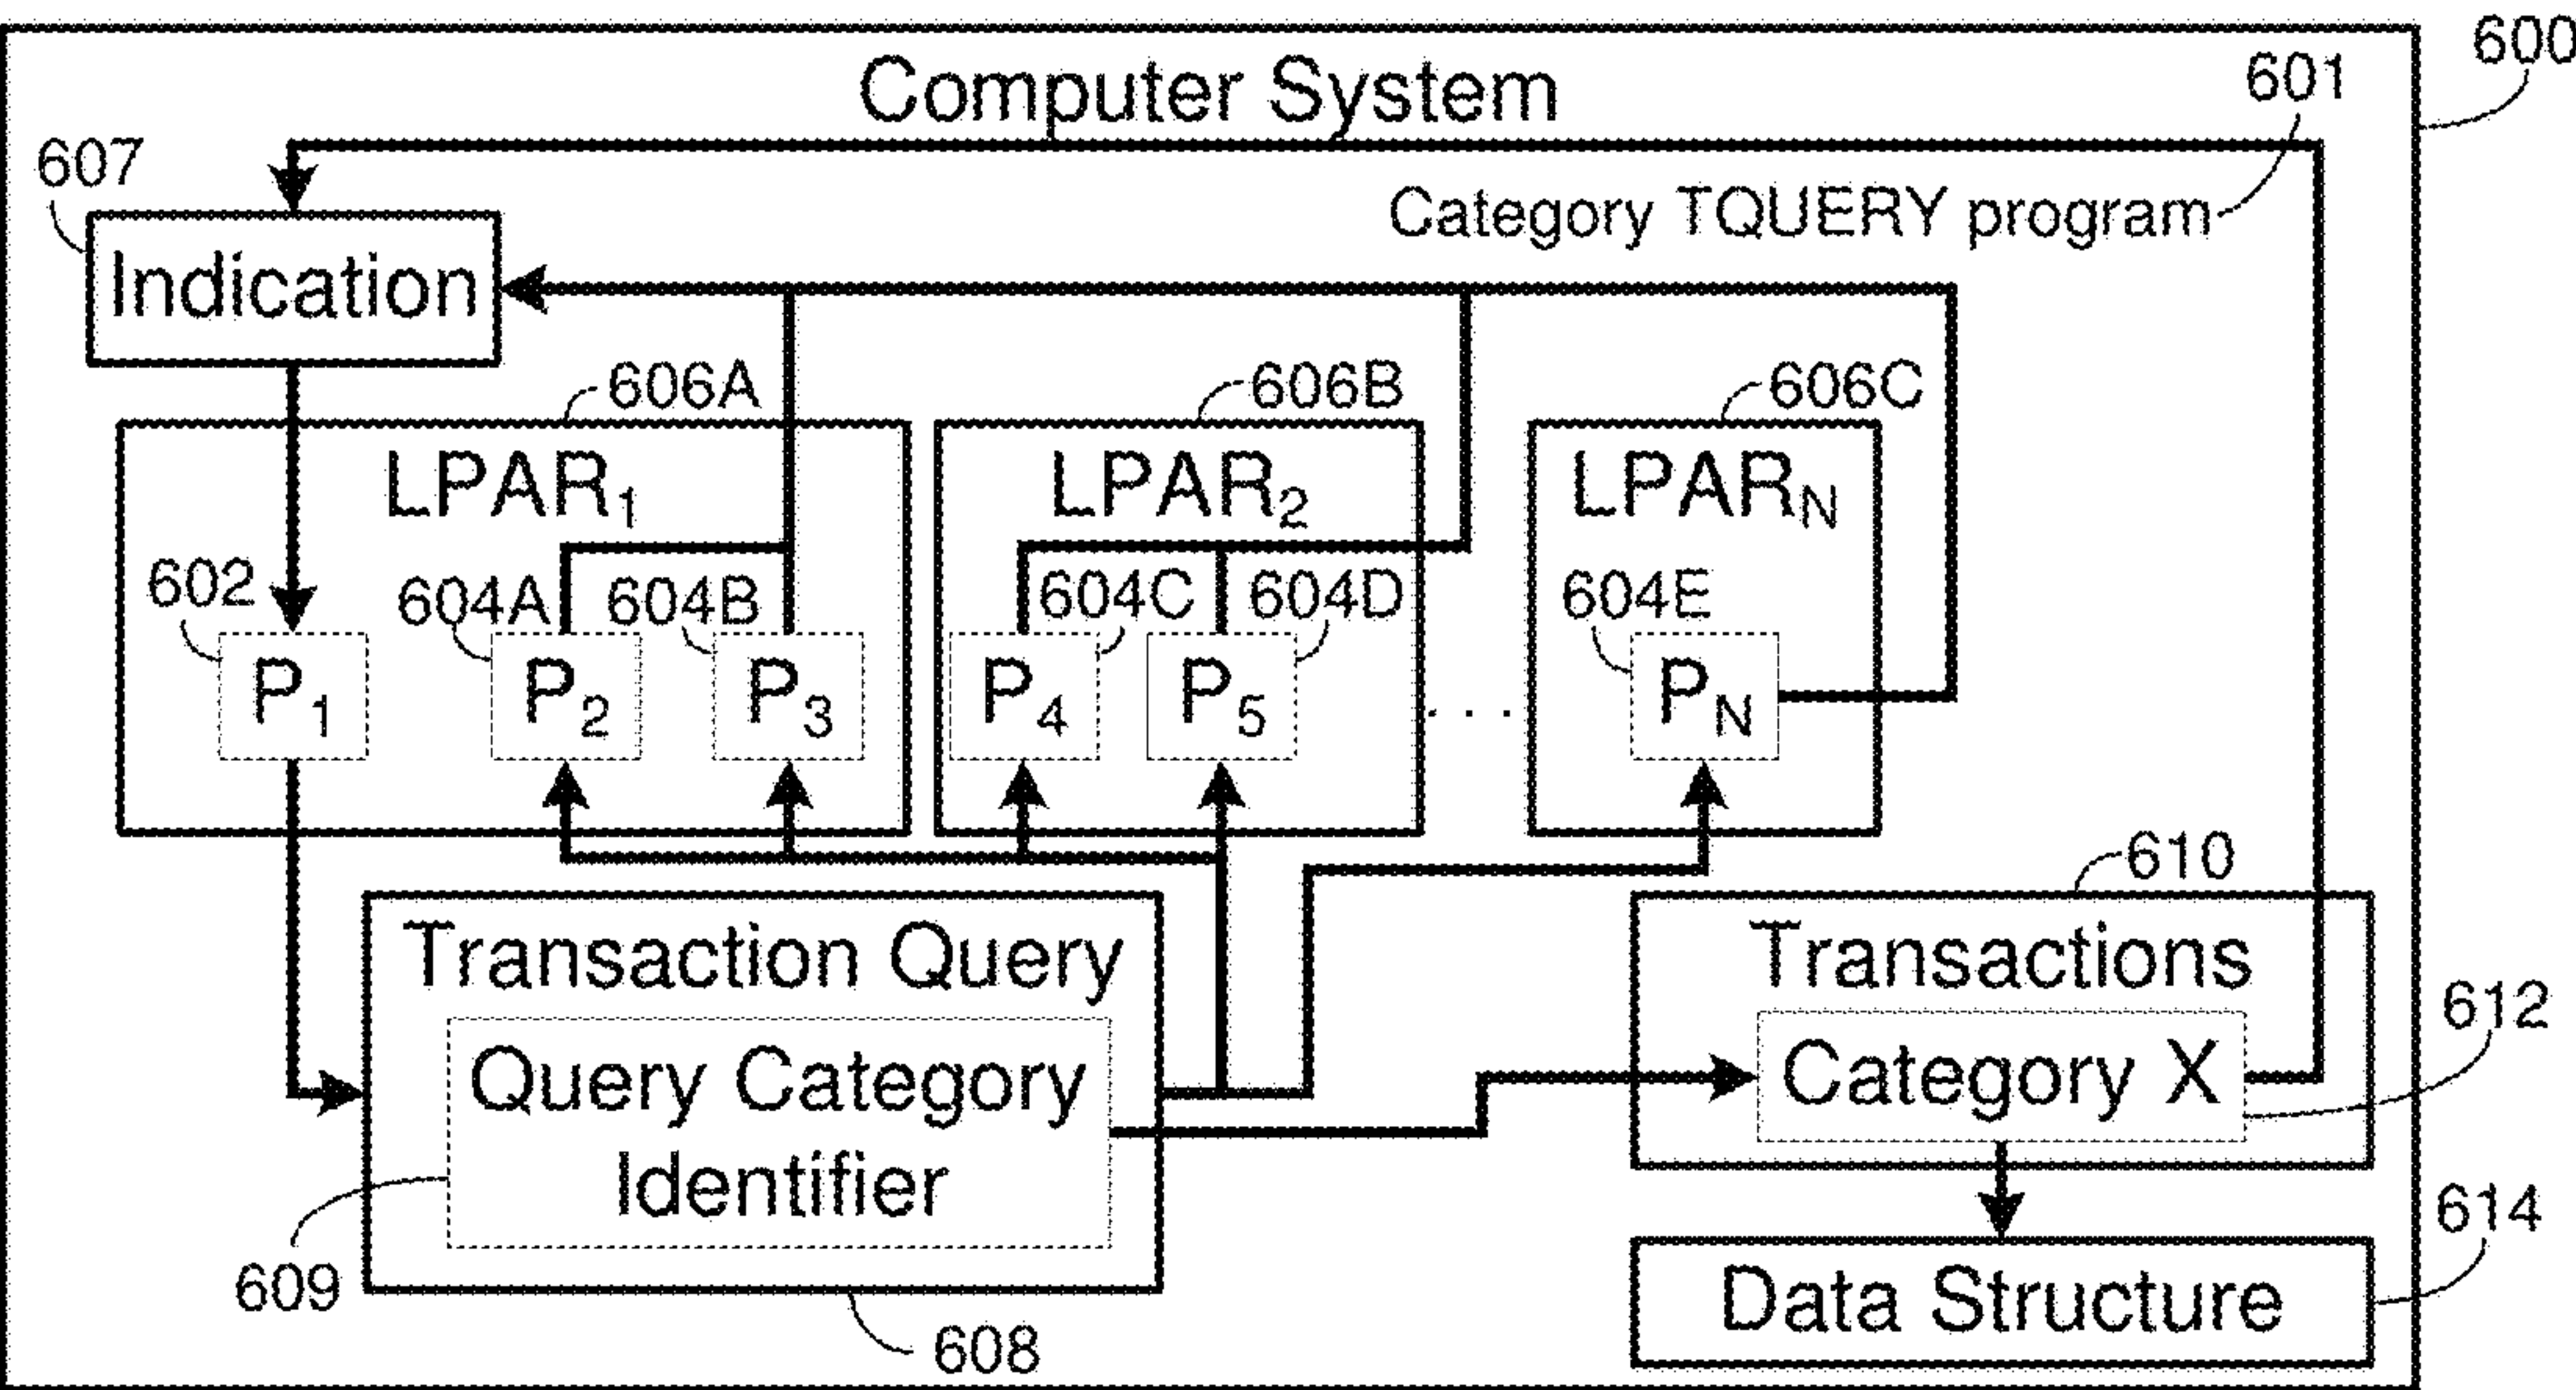 600
Computer System
601
607
Category TQUERY program
Indication
606A
606B
606C
LPAR1
LPAR2
LPARN
602
604A
604B
604C
604D
604E
P1
P2
P3
P4
P5
. . .
PN
610
Transaction Query
Transactions
612
Query Category
Identifier
Category X
614
609
Data Structure
608